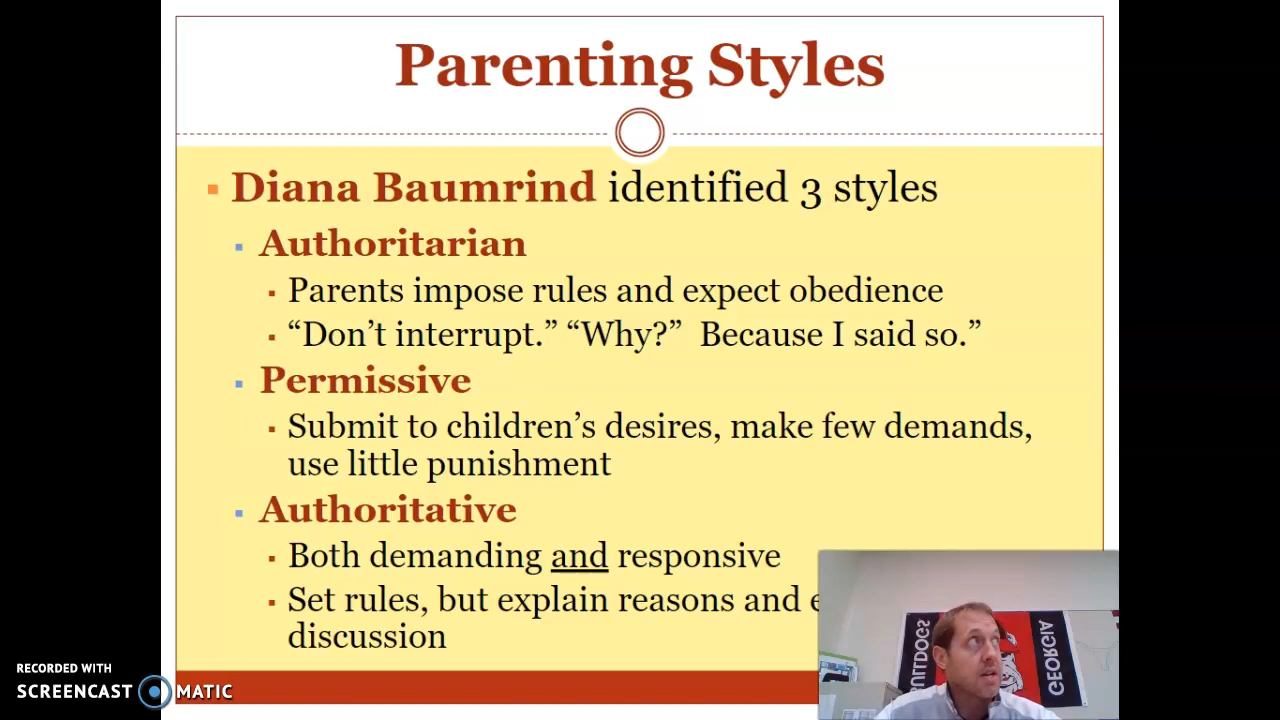 Parenting Styles
Diana Baumrind identified 3 styles
Authoritarian
Parents impose rules and expect obedience
“Don’t interrupt.” “Why?”  Because I said so.”
Permissive
Submit to children’s desires, make few demands,
use little punishment
Authoritative
Both demanding and responsive
Set rules, but explain reasons and
discussion
BULLDOGS
GEORGIA
RECORDED WITH
SCREENCAST MATIC